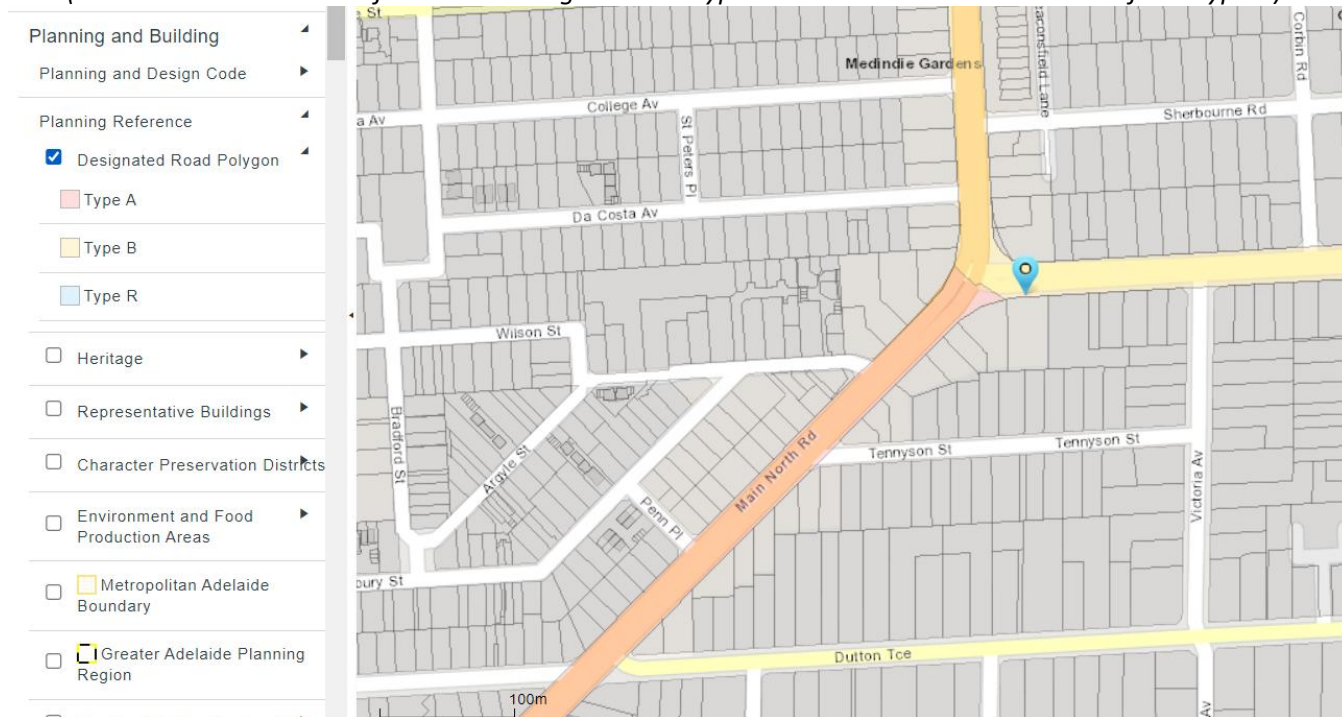 Planning and Building
Planning and Design Code
Planning Reference
Designated Road Polygon
Type A
Type B
Type R
Heritage
Representative Buildings
Character Preservation Districts
Environment and Food
Production Areas
Metropolitan Adelaide
Boundary
Greater Adelaide Planning
Region
St
Medindie Gardens
Corbin Rd
College Av
a Av
St Peters Pl
Sherbourne Rd
Da Costa Av
Wilson St
Bradford St
Argyle St
Main North Rd
Tennyson St
Tennyson St
Victoria Av
Penn Pl
bury St
Dutton Tce
100m
Av